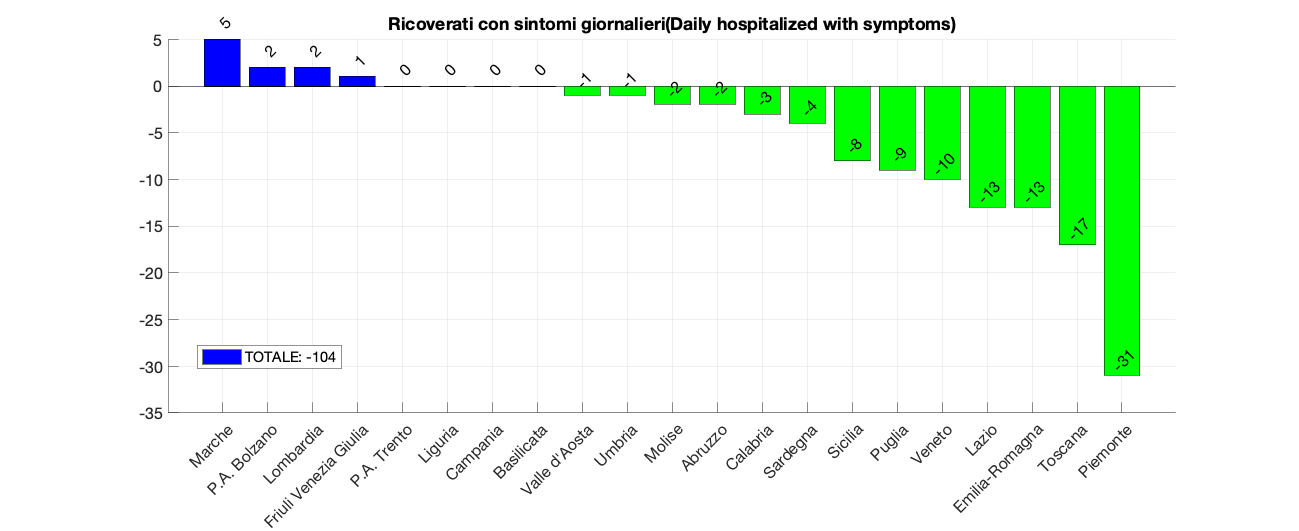 Ricoverati con sintomi giornalieri(Daily hospitalized with symptoms)
5
0
-5
-10
-15
-20
-25
-30
-35
5
2
2
1
0
0
0
0
-1
-1
-2
-2
-3
-4
-8
-9
-10
-13
-13
-17
-31
TOTALE: -104
Marche
P.A. Bolzano
Lombardia
Friuli Venezia Giulia
P.A. Trento
Liguria
Campania
Basilicata
Valle d'Aosta
Umbria
Molise
Abruzzo
Calabria
Sardegna
Sicilia
Puglia
Veneto
Lazio
Emilia-Romagna
Toscana
Piemonte